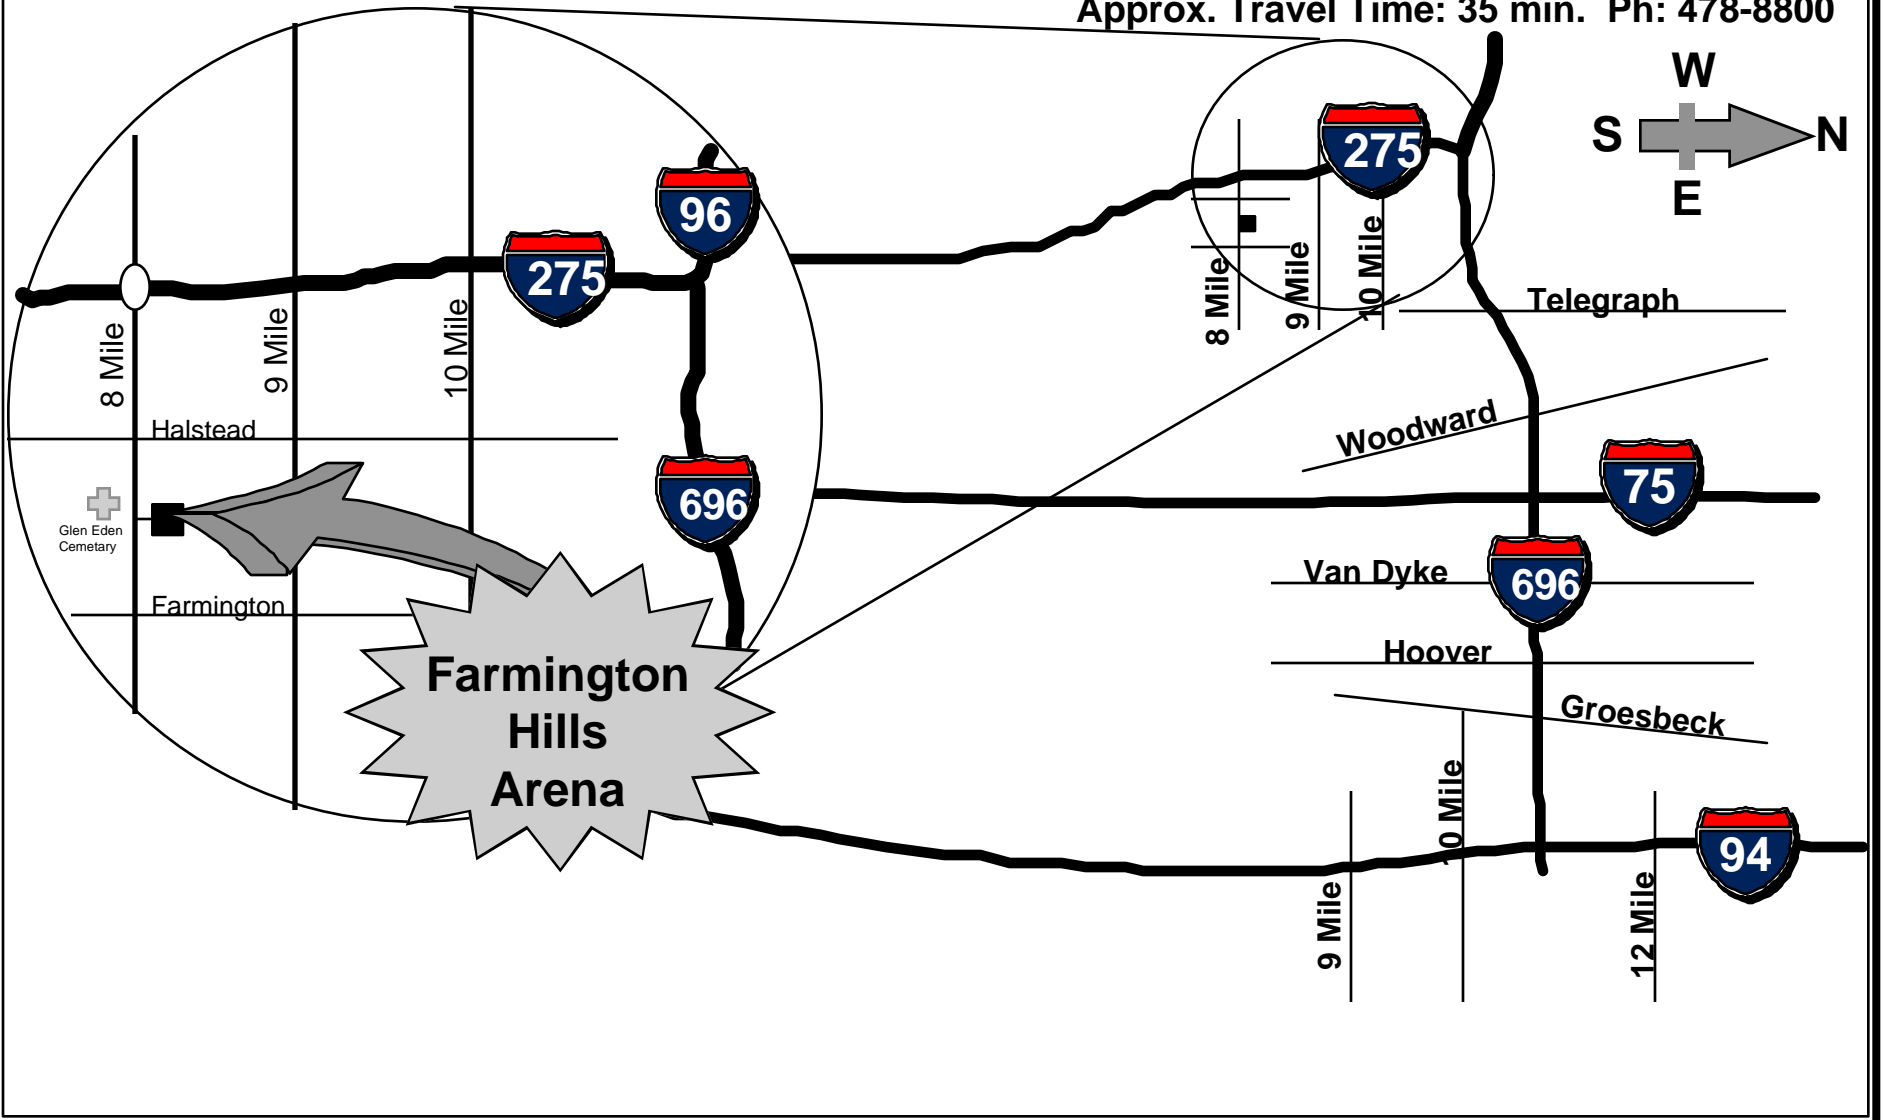 Approx. Travel Time: 35 min. Ph: 478-8800
W
S
N
E
275
96
275
8 Mile
9 Mile
10 Mile
8 Mile
9 Mile
10 Mile
Telegraph
Halstead
Woodward
Glen Eden
Cemetary
696
75
Farmington
Van Dyke
696
Hoover
Farmington
Hills
Arena
Groesbeck
10 Mile
94
9 Mile
12 Mile